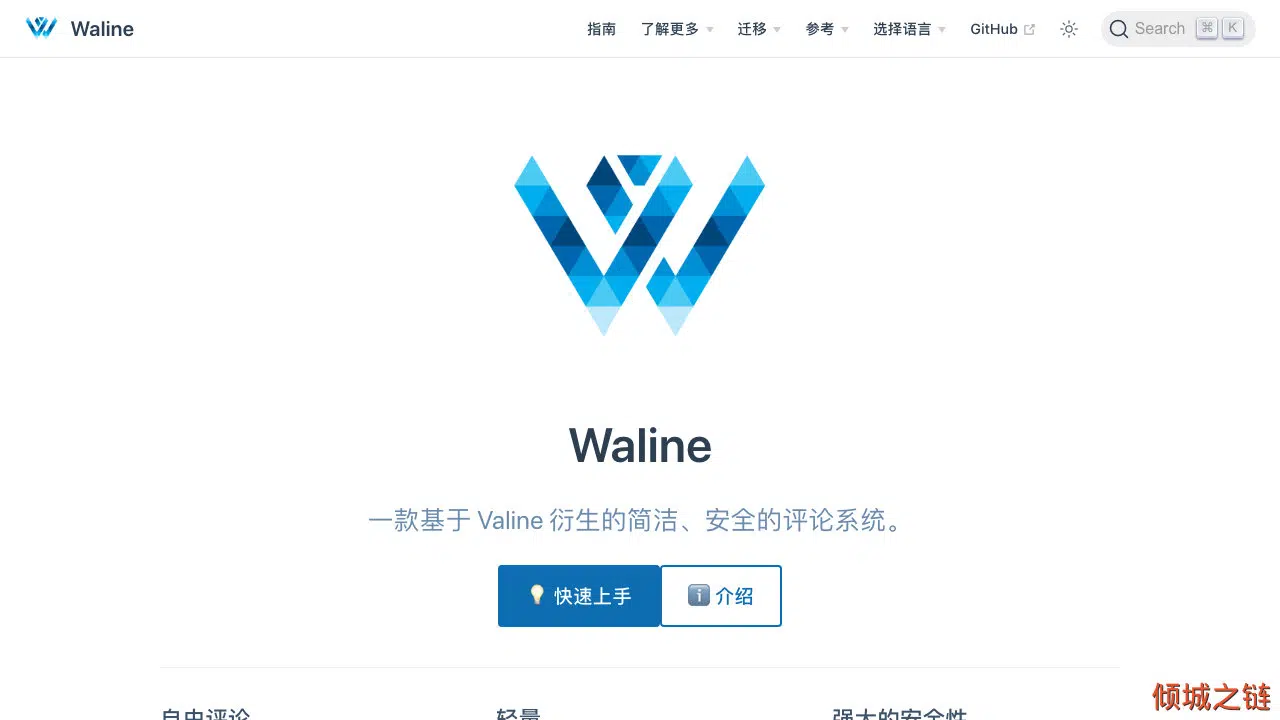 Waline 指南 了解更多 迁移 参考 选择语言 GitHub Search ⌘ K
Waline
一款基于 Valine 衍生的简洁、安全的评论系统。
💡 快速上手 ℹ️ 介绍
自由评论 轻量 强大的安全性
倾城之链